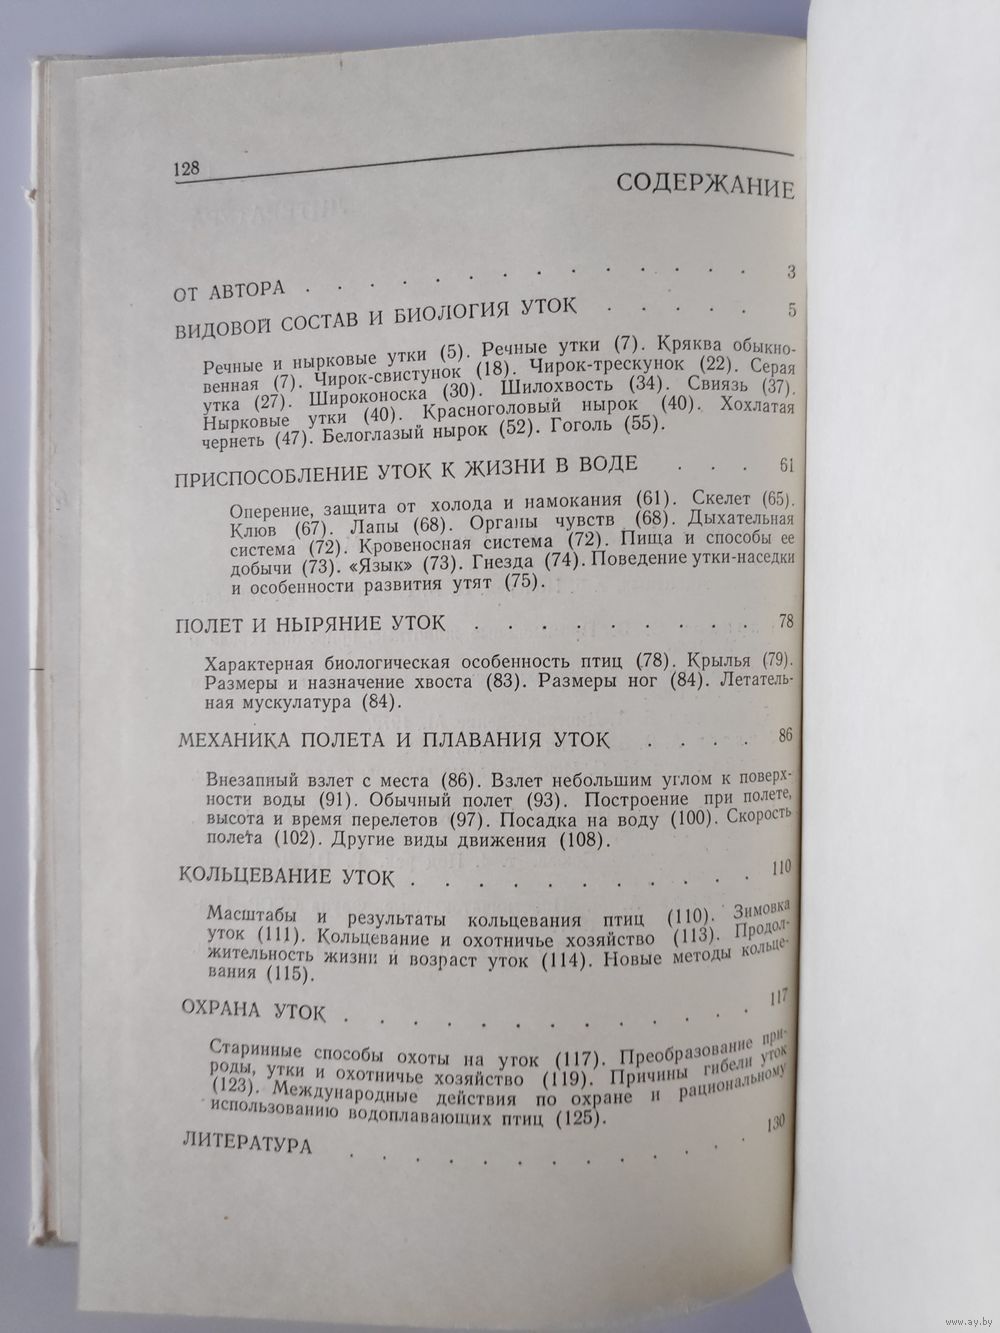 128
СОДЕРЖАНИЕ
ОТ АВТОРА . . . . . . . . . . . . . . 3
ВИДОВОЙ СОСТАВ И БИОЛОГИЯ УТОК . . . . . 5
Речные и нырковые утки (5). Речные утки (7). Кряква обыкно-
венная (7). Чирок-свистунок (18). Чирок-трескунок (22). Серая
утка (27). Широконоска (30). Шилохвость (34). Свиязь (37).
Нырковые утки (40). Красноголовый нырок (40). Хохлатая
чернеть (47). Белоглазый нырок (52). Гоголь (55).
ПРИСПОСОБЛЕНИЕ УТОК К ЖИЗНИ В ВОДЕ . . . 61
Оперение, защита от холода и намокания (61). Скелет (65).
Клюв (67). Лапы (68). Органы чувств (68). Дыхательная
система (72). Кровеносная система (72). Пища и способы ее
добычи (73). «Язык» (73). Гнезда (74). Поведение утки-наседки
и особенности развития утят (75).
ПОЛЕТ И НЫРЯНИЕ УТОК . . . . . . . . . 78
Характерная биологическая особенность птиц (78). Крылья (79).
Размеры и назначение хвоста (83). Размеры ног (84). Летатель-
ная мускулатура (84).
МЕХАНИКА ПОЛЕТА И ПЛАВАНИЯ УТОК . . . . 86
Внезапный взлет с места (86). Взлет небольшим углом к поверх-
ности воды (91). Обычный полет (93). Построение при полете,
высота и время перелетов (97). Посадка на воду (100). Скорость
полета (102). Другие виды движения (108).
КОЛЬЦЕВАНИЕ УТОК . . . . . . . . . . . 110
Масштабы и результаты кольцевания птиц (110). Зимовка
уток (111). Кольцевание и охотничье хозяйство (113). Продол-
жительность жизни и возраст уток (114). Новые методы кольце-
вания (115).
ОХРАНА УТОК . . . . . . . . . . . . . 117
Старинные способы охоты на уток (117). Преобразование при-
роды, утки и охотничье хозяйство (119). Причины гибели уток
(123). Международные действия по охране и рациональному
использованию водоплавающих птиц (125).
ЛИТЕРАТУРА . . . . . . . . . . . . . 130
www.ay.by